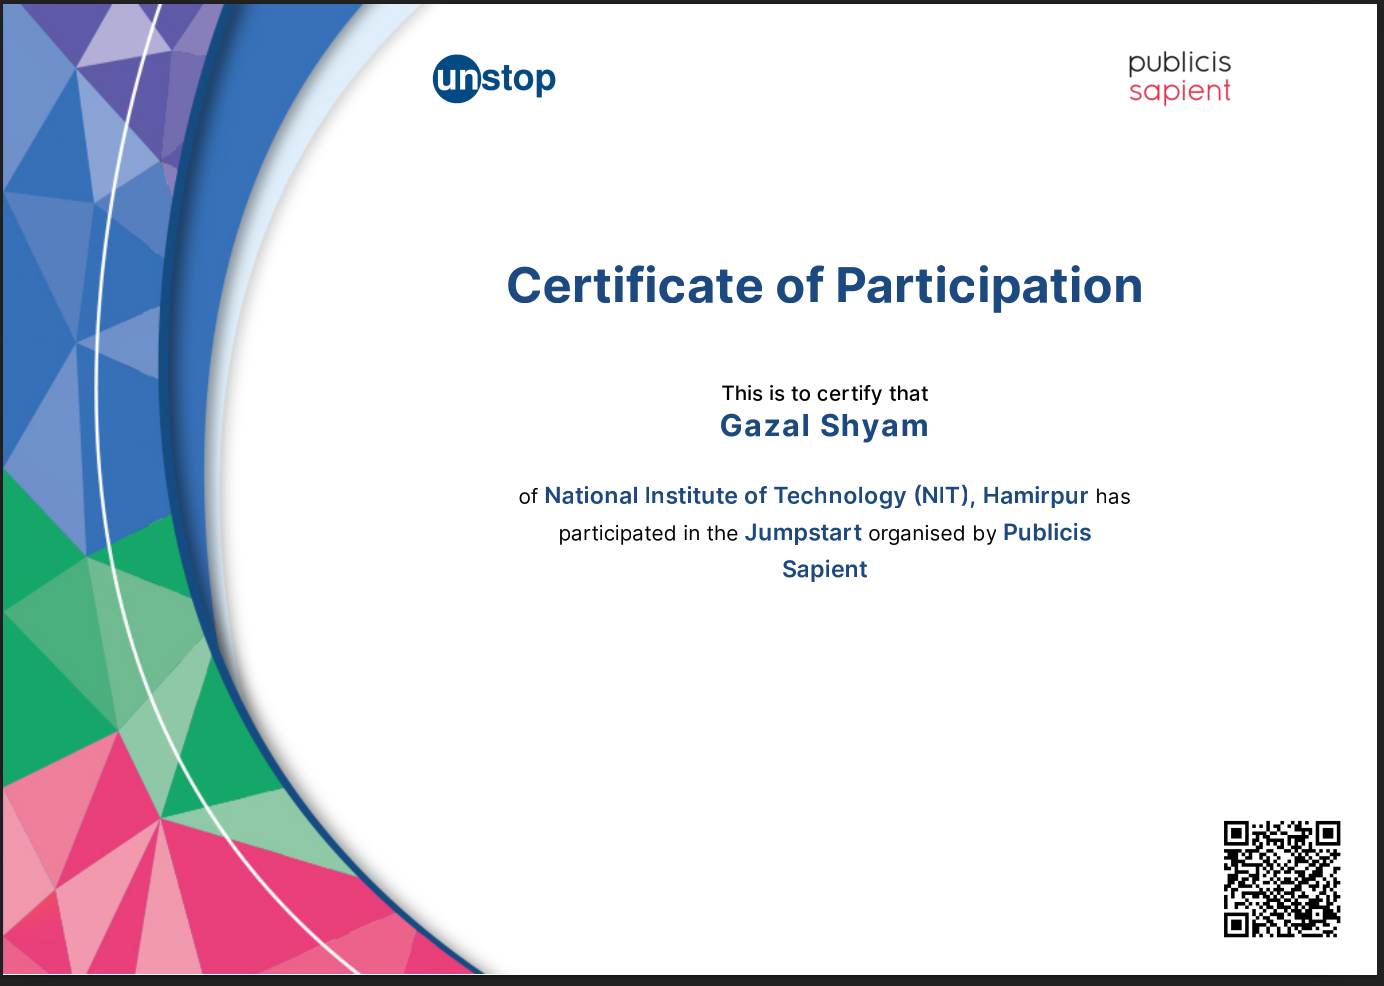 unstop
publicis
sapient
Certificate of Participation
This is to certify that
Gazal Shyam
of National Institute of Technology (NIT), Hamirpur has
participated in the Jumpstart organised by Publicis
Sapient